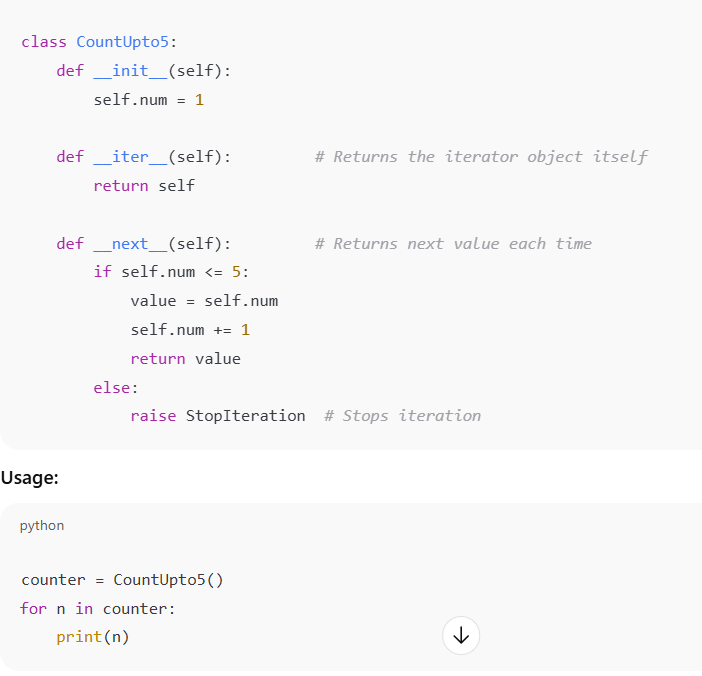 class CountUpto5:
    def __init__(self):
        self.num = 1
    def __iter__(self):         # Returns the iterator object itself
        return self
    def __next__(self):         # Returns next value each time
        if self.num <= 5:
            value = self.num
            self.num += 1
            return value
        else:
            raise StopIteration  # Stops iteration
Usage:
python
counter = CountUpto5()
for n in counter:
    print(n)